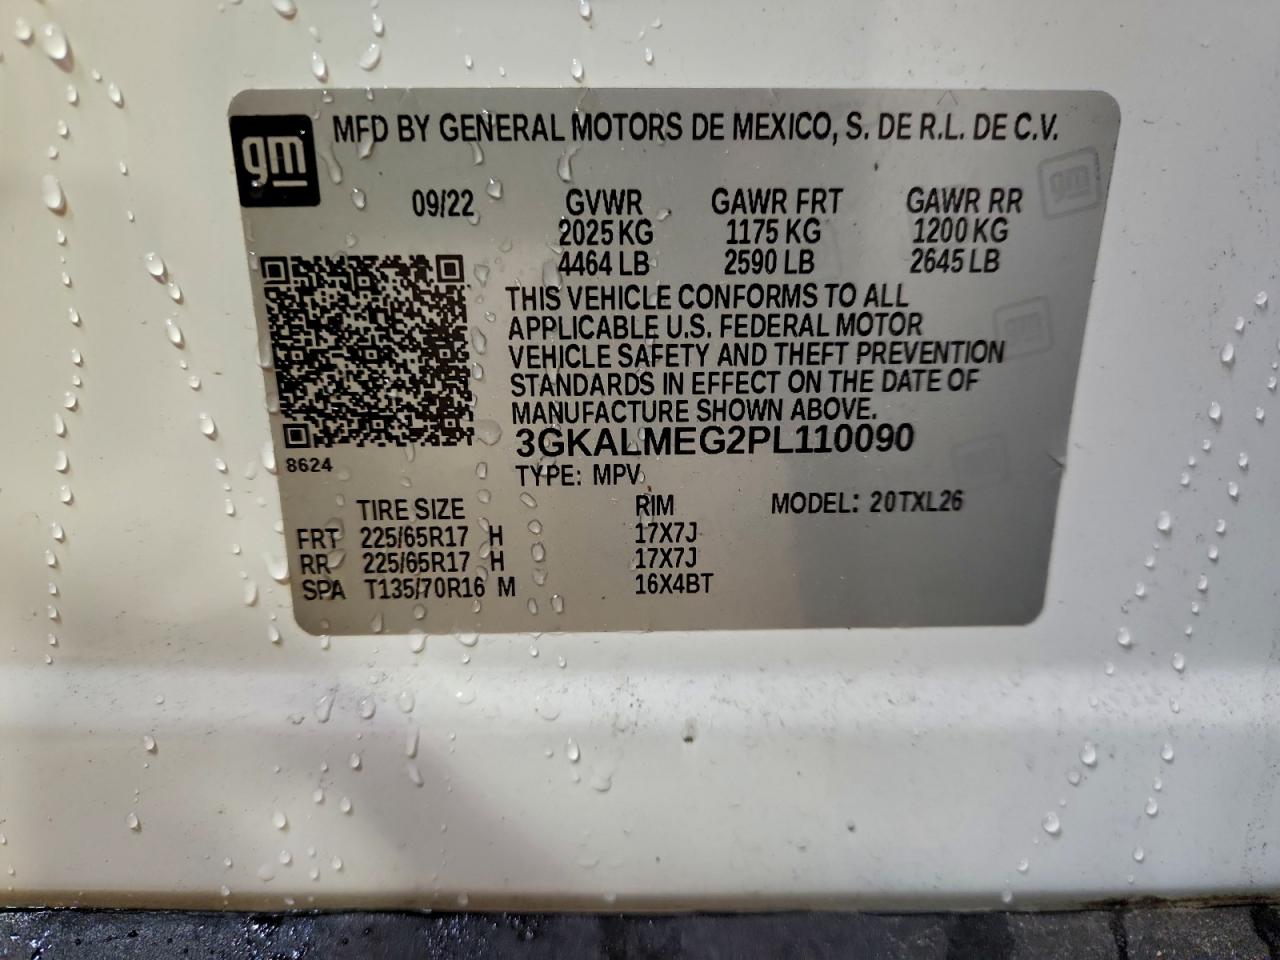 gm
MFD BY GENERAL MOTORS DE MEXICO, S. DE R.L. DE C.V.
09/22 GVWR GAWR FRT GAWR RR
2025 KG 1175 KG 1200 KG
4464 LB 2590 LB 2645 LB
THIS VEHICLE CONFORMS TO ALL
APPLICABLE U.S. FEDERAL MOTOR
VEHICLE SAFETY AND THEFT PREVENTION
STANDARDS IN EFFECT ON THE DATE OF
MANUFACTURE SHOWN ABOVE.
3GKALMEG2PL110090
8624
TYPE: MPV
TIRE SIZE RIM MODEL: 20TXL26
FRT 225/65R17 H 17X7J
RR 225/65R17 H 17X7J
SPA T135/70R16 M 16X4BT
gm
gm